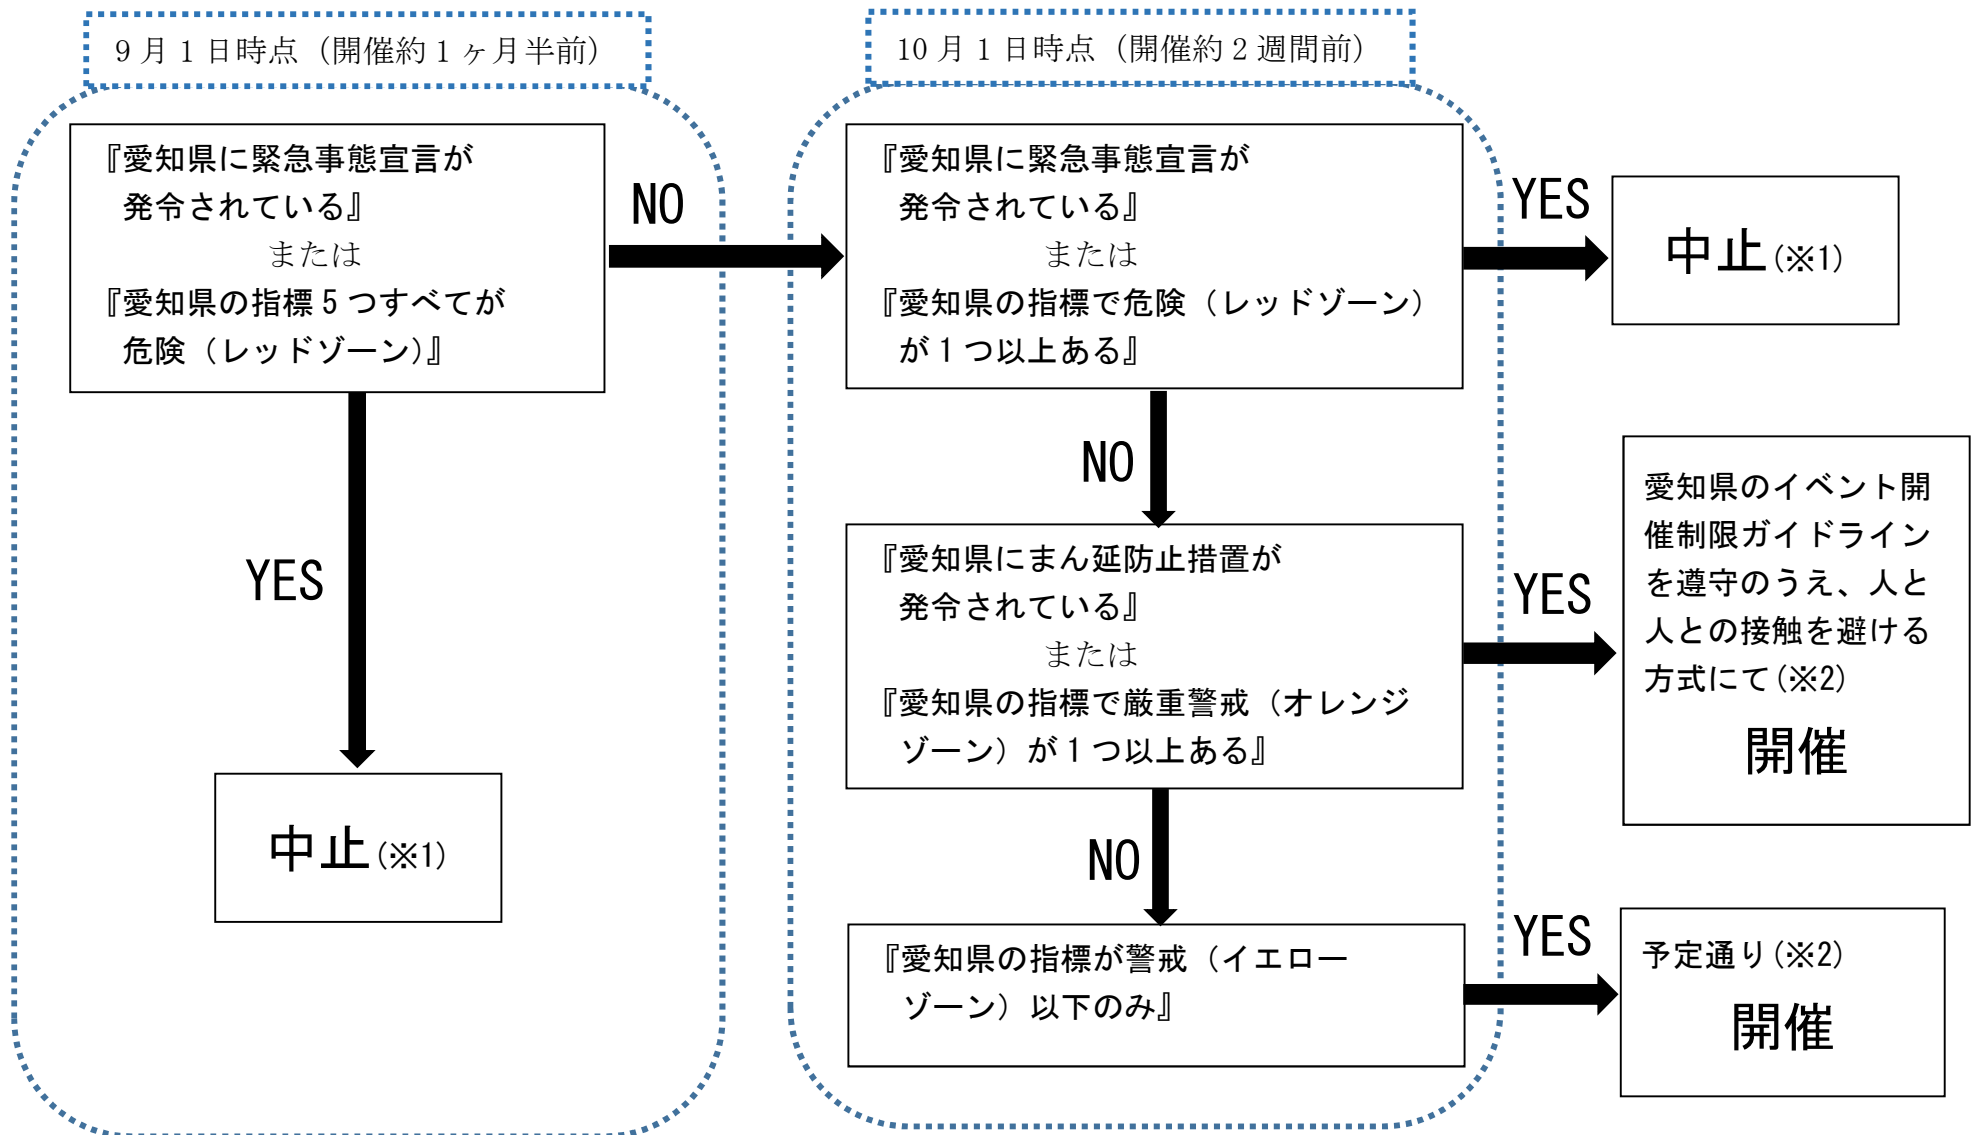 9月1日時点（開催約1ヶ月半前）
『愛知県に緊急事態宣言が
発令されている』
または
『愛知県の指標5つすべてが
危険（レッドゾーン）』
NO
YES
中止(※1)
10月1日時点（開催約2週間前）
『愛知県に緊急事態宣言が
発令されている』
または
『愛知県の指標で危険（レッドゾーン）
が1つ以上ある』
YES
中止(※1)
NO
『愛知県にまん延防止措置が
発令されている』
または
『愛知県の指標で厳重警戒（オレンジ
ゾーン）が1つ以上ある』
YES
愛知県のイベント開
催制限ガイドライン
を遵守のうえ、人と
人との接触を避ける
方式にて(※2)
開催
NO
『愛知県の指標が警戒（イエロー
ゾーン）以下のみ』
YES
予定通り(※2)
開催